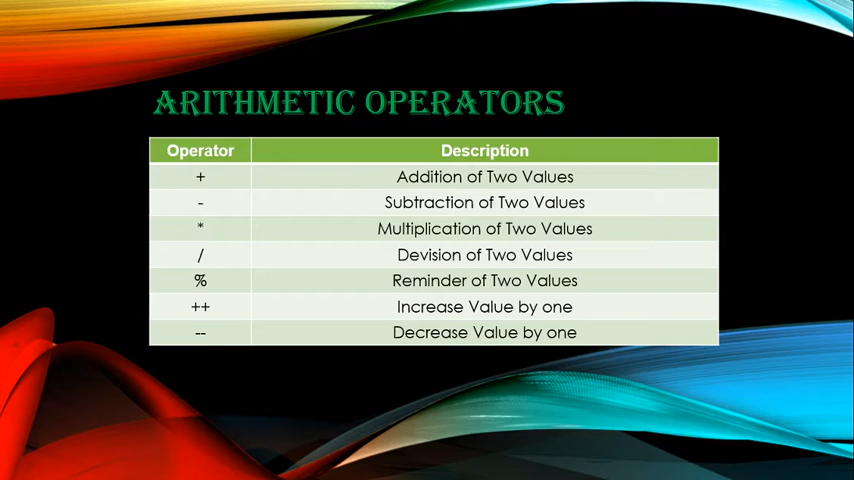 ARITHMETIC OPERATORS
Operator Description
+ Addition of Two Values
- Subtraction of Two Values
* Multiplication of Two Values
/ Devision of Two Values
% Reminder of Two Values
++ Increase Value by one
-- Decrease Value by one